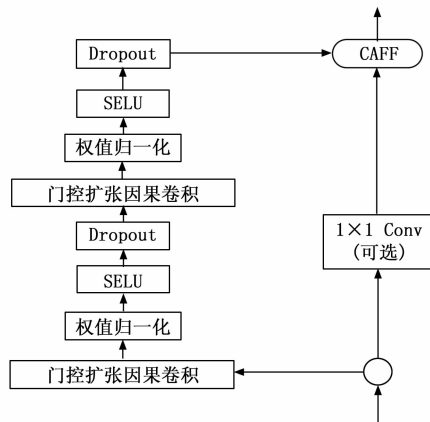 Dropout
CAFF
SELU
权值归一化
门控扩张因果卷积
Dropout
1×1 Conv
(可选)
SELU
权值归一化
门控扩张因果卷积